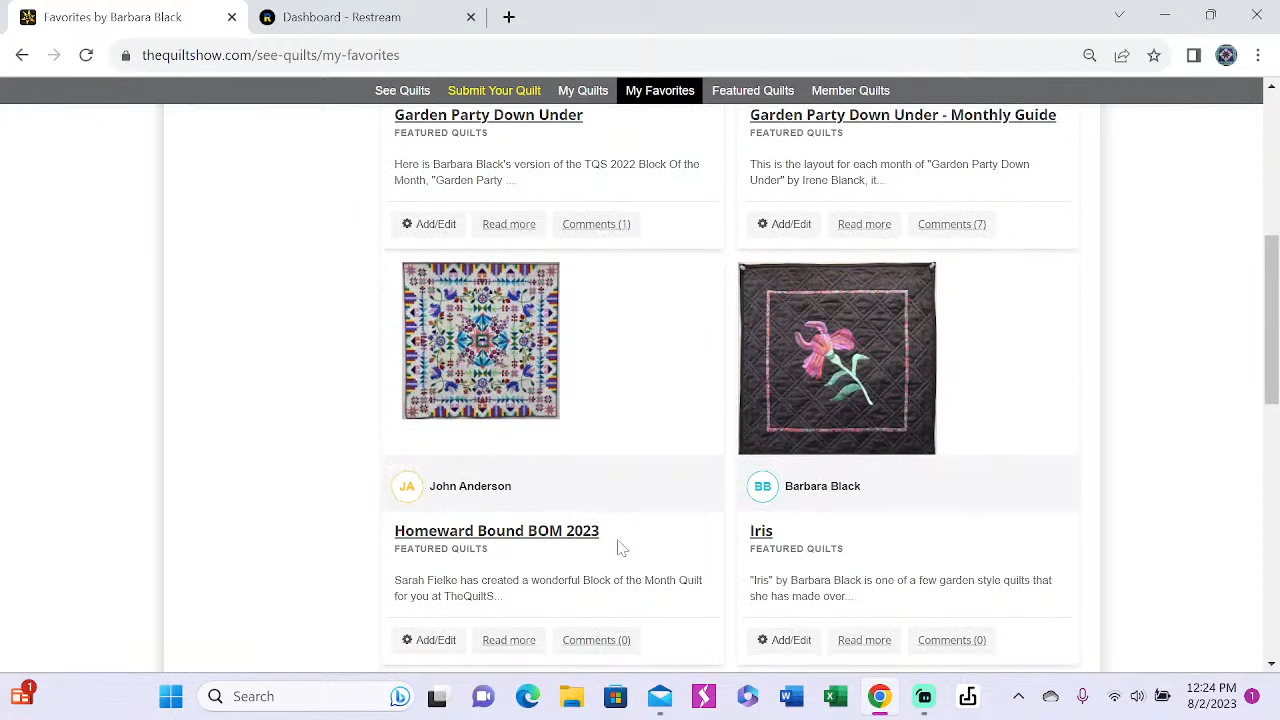 Favorites by Barbara Black
Dashboard - Restream
thequiltshow.com/see-quilts/my-favorites
See Quilts Submit Your Quilt My Quilts My Favorites Featured Quilts Member Quilts
Garden Party Down Under
FEATURED QUILTS
Here is Barbara Black's version of the TQS 2022 Block Of the
Month, "Garden Party ...
Add/Edit Read more Comments (1)
Garden Party Down Under - Monthly Guide
FEATURED QUILTS
This is the layout for each month of "Garden Party Down
Under" by Irene Blanck, it...
Add/Edit Read more Comments (7)
JA John Anderson
Homeward Bound BOM 2023
FEATURED QUILTS
Sarah Fielke has created a wonderful Block of the Month Quilt
for you at TheQuiltS...
Add/Edit Read more Comments (0)
BB Barbara Black
Iris
FEATURED QUILTS
"Iris" by Barbara Black is one of a few garden style quilts that
she has made over...
Add/Edit Read more Comments (0)
1
Search
12:24 PM
8/2/2023
1